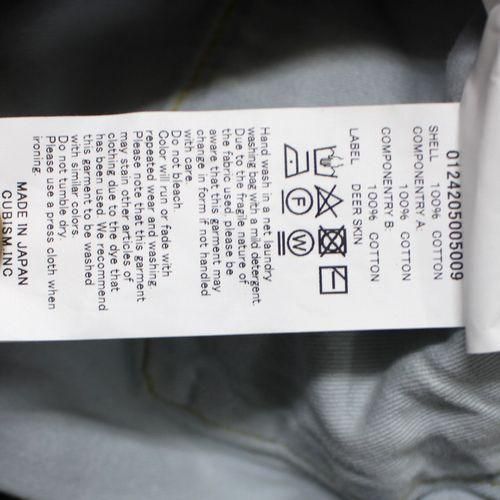 0124205005009
SHELL 100% COTTON
COMPONENTRY A.
100% COTTON
COMPONENTRY B.
100% COTTON
LABEL DEER SKIN
F W
Hand wash in a net laundry
washing bag with a mild detergent.
Due to the fragile nature of
the fabric used, please be
aware that this garment may
change in form if not handled
with care.
Do not bleach.
Color will run or fade with
repeated wear and washing.
Please note that this garment
may stain other articles of
clothing due to the dye that
has been used. We recommend
this garment to be washed
with similar colors.
Do not tumble dry.
Please use a press cloth when
ironing.
MADE IN JAPAN
CUBISM.INC